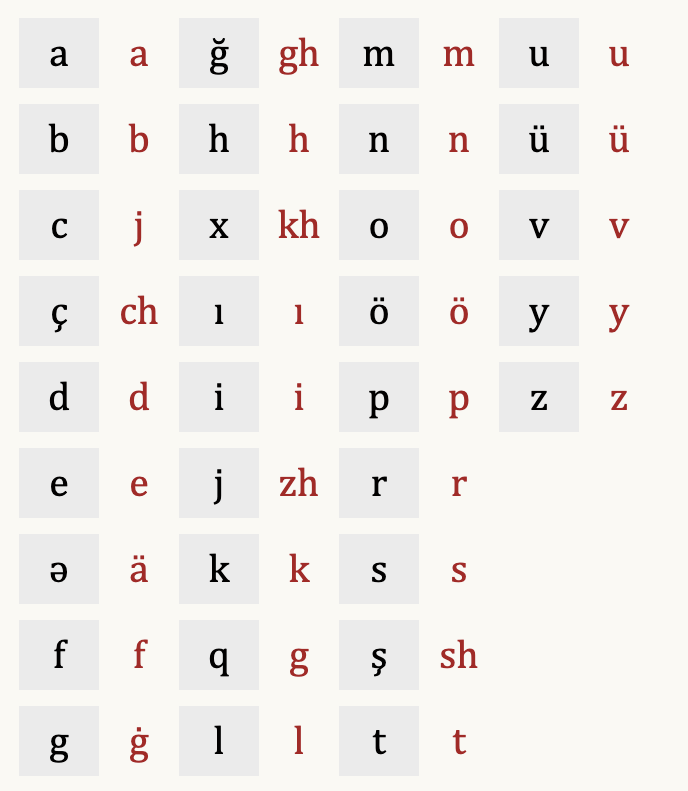 a a ğ gh m m u u
b b h h n n ü ü
c j x kh o o v v
ç ch ı ı ö ö y y
d d i i p p z z
e e j zh r r
ə ä k k s s
f f q g ş sh
g ġ l l t t